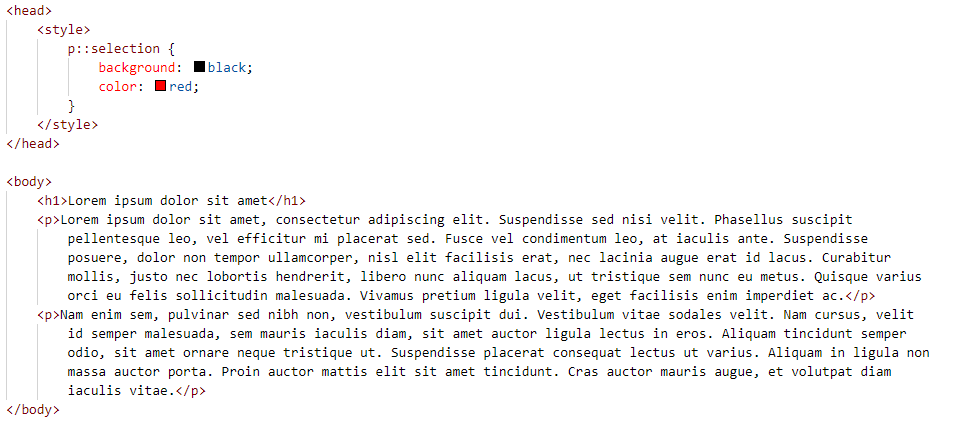 <head>
<style>
p::selection {
background: black;
color: red;
}
</style>
</head>
<body>
<h1>Lorem ipsum dolor sit amet</h1>
<p>Lorem ipsum dolor sit amet, consectetur adipiscing elit. Suspendisse sed nisi velit. Phasellus suscipit
pellentesque leo, vel efficitur mi placerat sed. Fusce vel condimentum leo, at iaculis ante. Suspendisse
posuere, dolor non tempor ullamcorper, nisl elit facilisis erat, nec lacinia augue erat id lacus. Curabitur
mollis, justo nec lobortis hendrerit, libero nunc aliquam lacus, ut tristique sem nunc eu metus. Quisque varius
orci eu felis sollicitudin malesuada. Vivamus pretium ligula velit, eget facilisis enim imperdiet ac.</p>
<p>Nam enim sem, pulvinar sed nibh non, vestibulum suscipit dui. Vestibulum vitae sodales velit. Nam cursus, velit
id semper malesuada, sem mauris iaculis diam, sit amet auctor ligula lectus in eros. Aliquam tincidunt semper
odio, sit amet ornare neque tristique ut. Suspendisse placerat consequat lectus ut varius. Aliquam in ligula non
massa auctor porta. Proin auctor mattis elit sit amet tincidunt. Cras auctor mauris augue, et volutpat diam
iaculis vitae.</p>
</body>